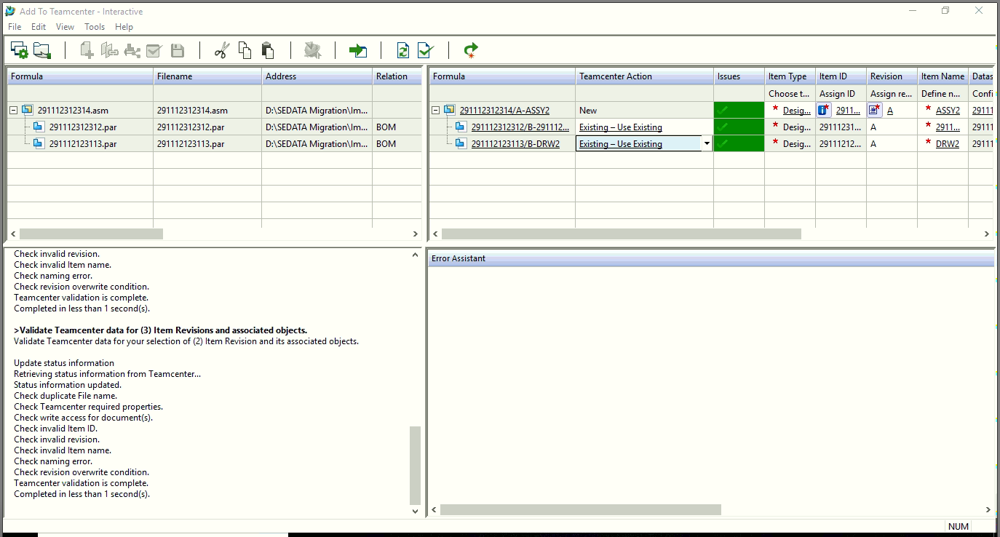 Add To Teamcenter - Interactive
File Edit View Tools Help
Formula Filename Address Relation
291112312314.asm 291112312314.asm D:\SEDATA Migration\Im...
291112312312.par 291112312312.par D:\SEDATA Migration\Im... BOM
291112123113.par 291112123113.par D:\SEDATA Migration\Im... BOM
Formula Teamcenter Action Issues Item Type Item ID Revision Item Name Datas
Choose t... Assign ID Assign re... Define n... Confi
291112312314/A-ASSY2 New * Desig... 2911... A * ASSY2 29111
291112312312/B-291112... Existing – Use Existing * Desig... 29111231... A * 2911... 29111
291112123113/B-DRW2 Existing – Use Existing * Desig... 29111212... A * DRW2 29111
Check invalid revision.
Check invalid Item name.
Check naming error.
Check revision overwrite condition.
Teamcenter validation is complete.
Completed in less than 1 second(s).
>Validate Teamcenter data for (3) Item Revisions and associated objects.
Validate Teamcenter data for your selection of (2) Item Revision and its associated objects.
Update status information
Retrieving status information from Teamcenter...
Status information updated.
Check duplicate File name.
Check Teamcenter required properties.
Check write access for document(s).
Check invalid Item ID.
Check invalid revision.
Check invalid Item name.
Check naming error.
Check revision overwrite condition.
Teamcenter validation is complete.
Completed in less than 1 second(s).
Error Assistant
NUM